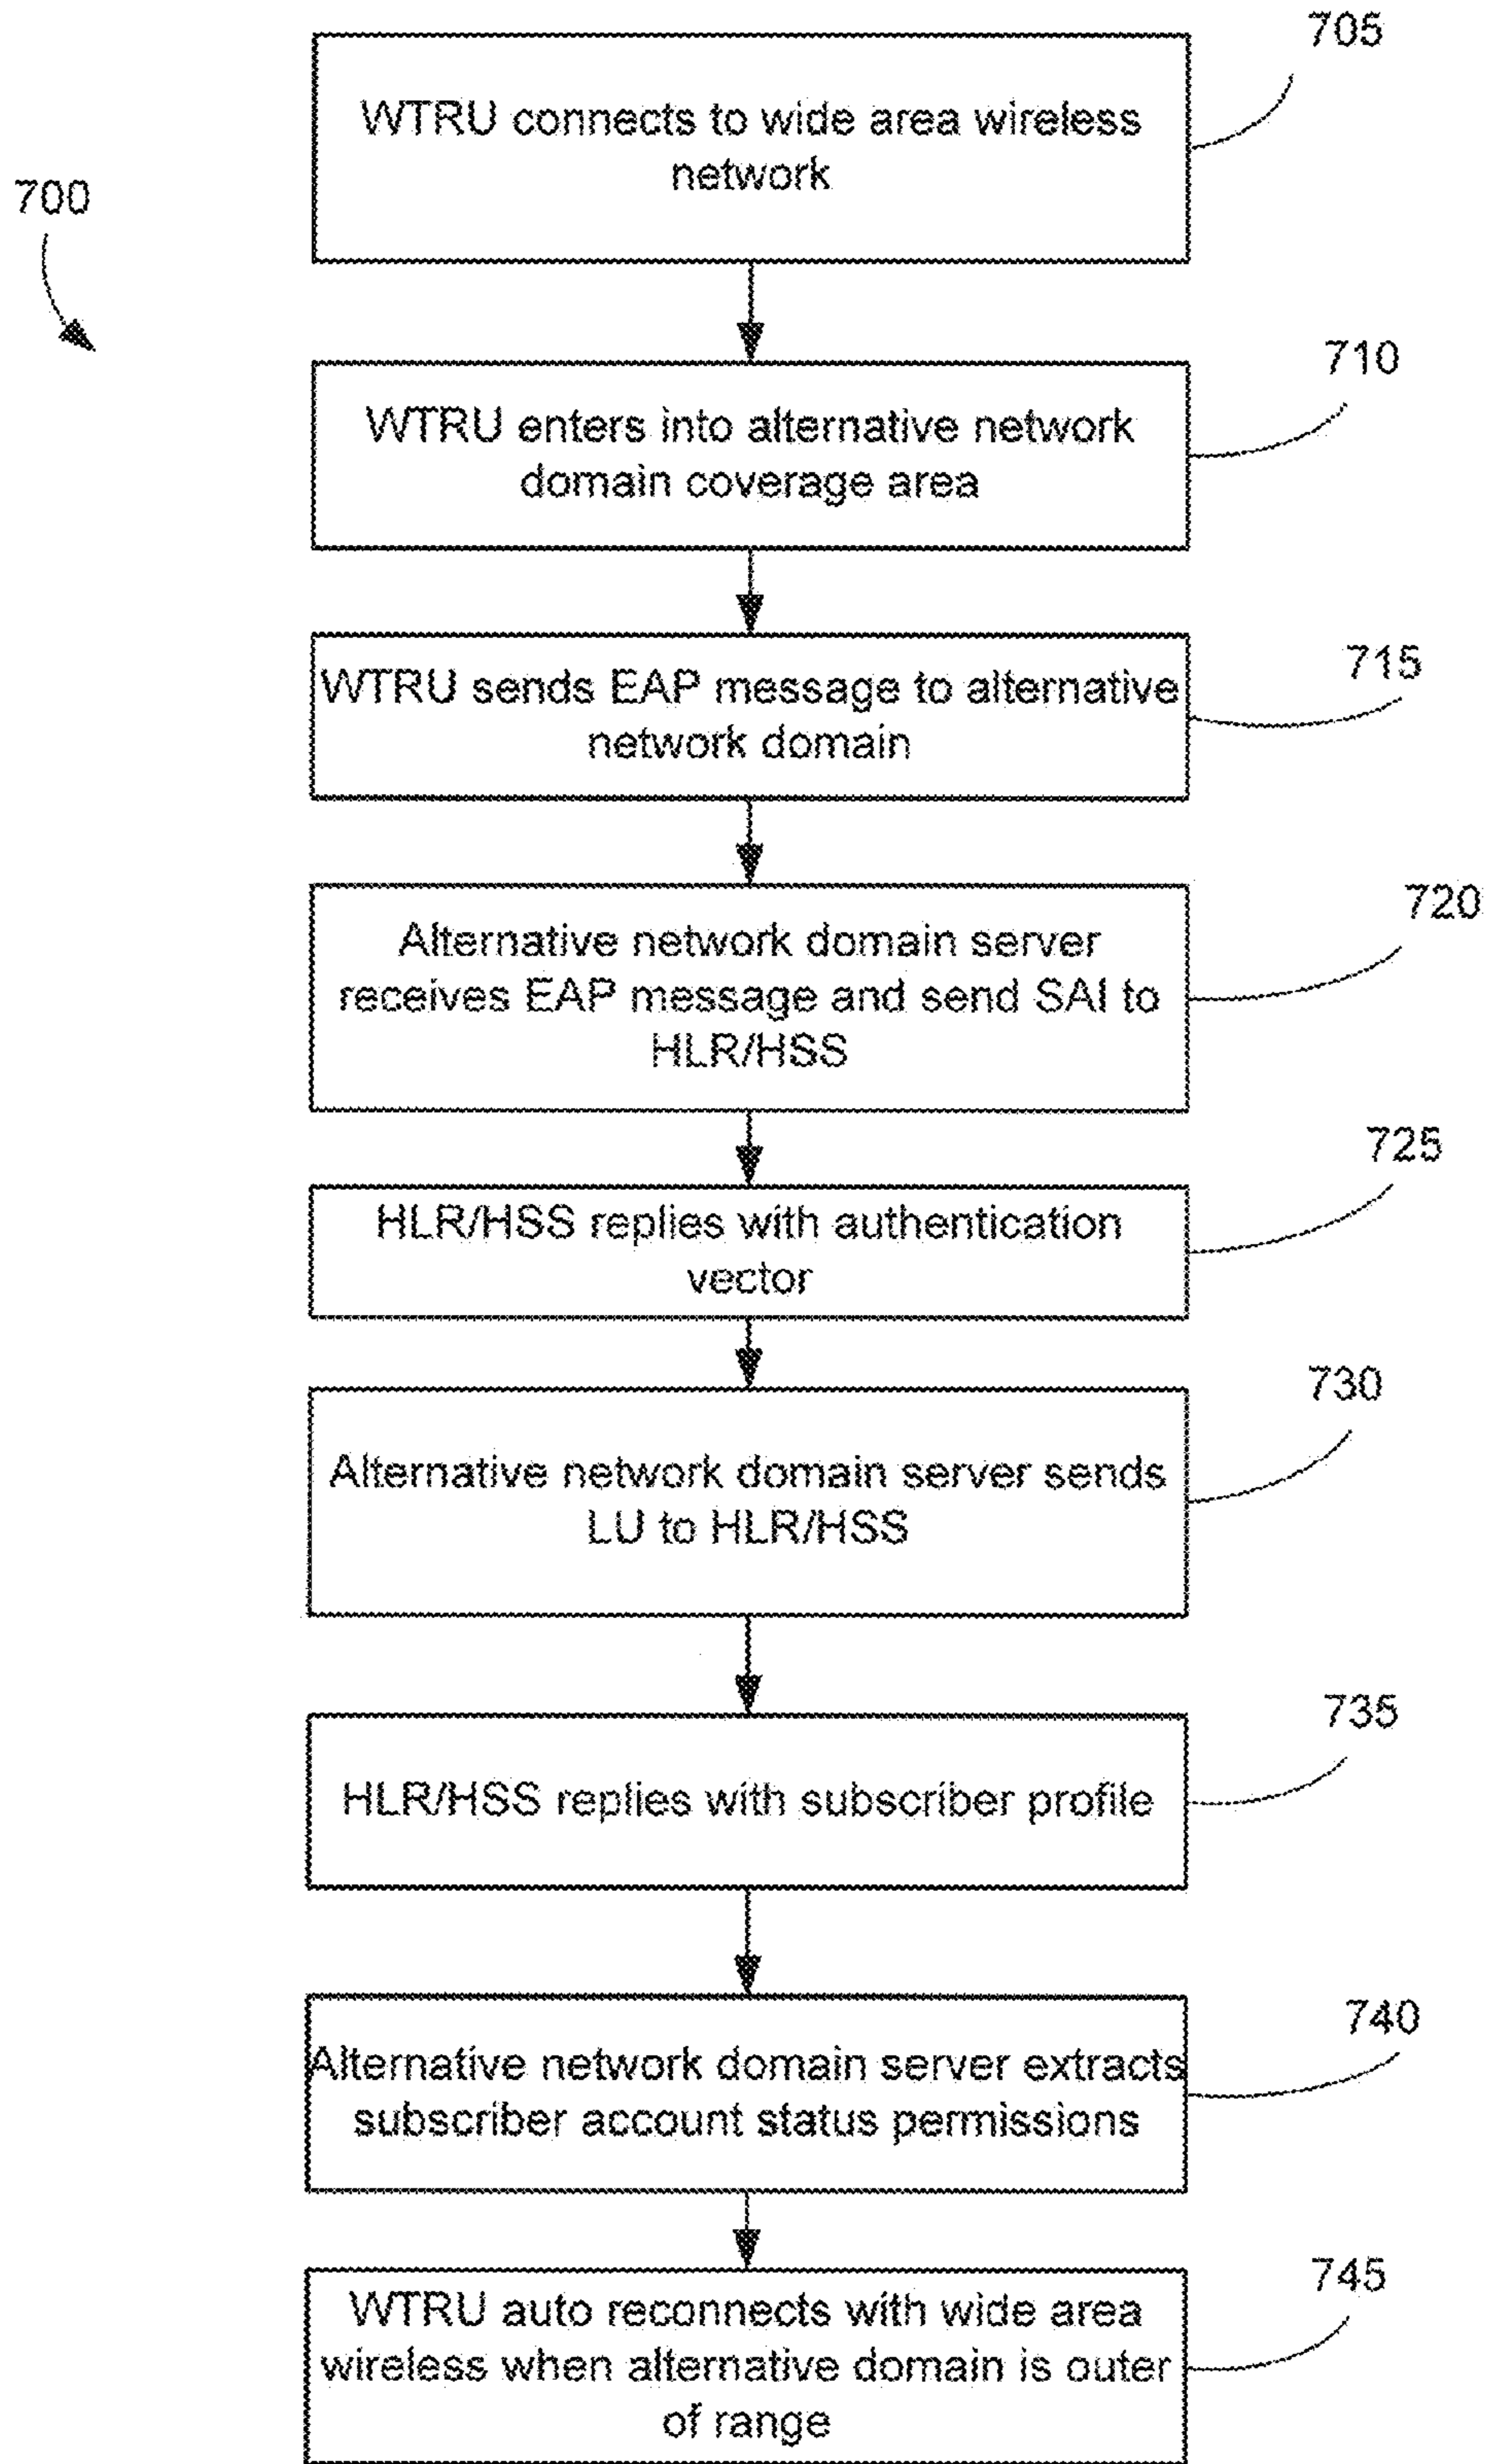 705
WTRU connects to wide area wireless
network
700
710
WTRU enters into alternative network
domain coverage area
715
WTRU sends EAP message to alternative
network domain
720
Alternative network domain server
receives EAP message and send SAI to
HLR/HSS
725
HLR/HSS replies with authentication
vector
730
Alternative network domain server sends
LU to HLR/HSS
735
HLR/HSS replies with subscriber profile
740
Alternative network domain server extracts
subscriber account status permissions
745
WTRU auto reconnects with wide area
wireless when alternative domain is outer
of range